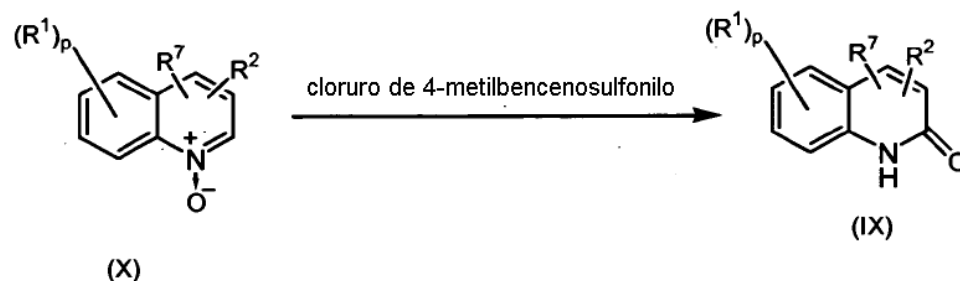 (R¹)p
R⁷
R²
cloruro de 4-metilbencenosulfonilo
N
+
O⁻
(X)
(R¹)p
R⁷
R²
N
H
O
(IX)